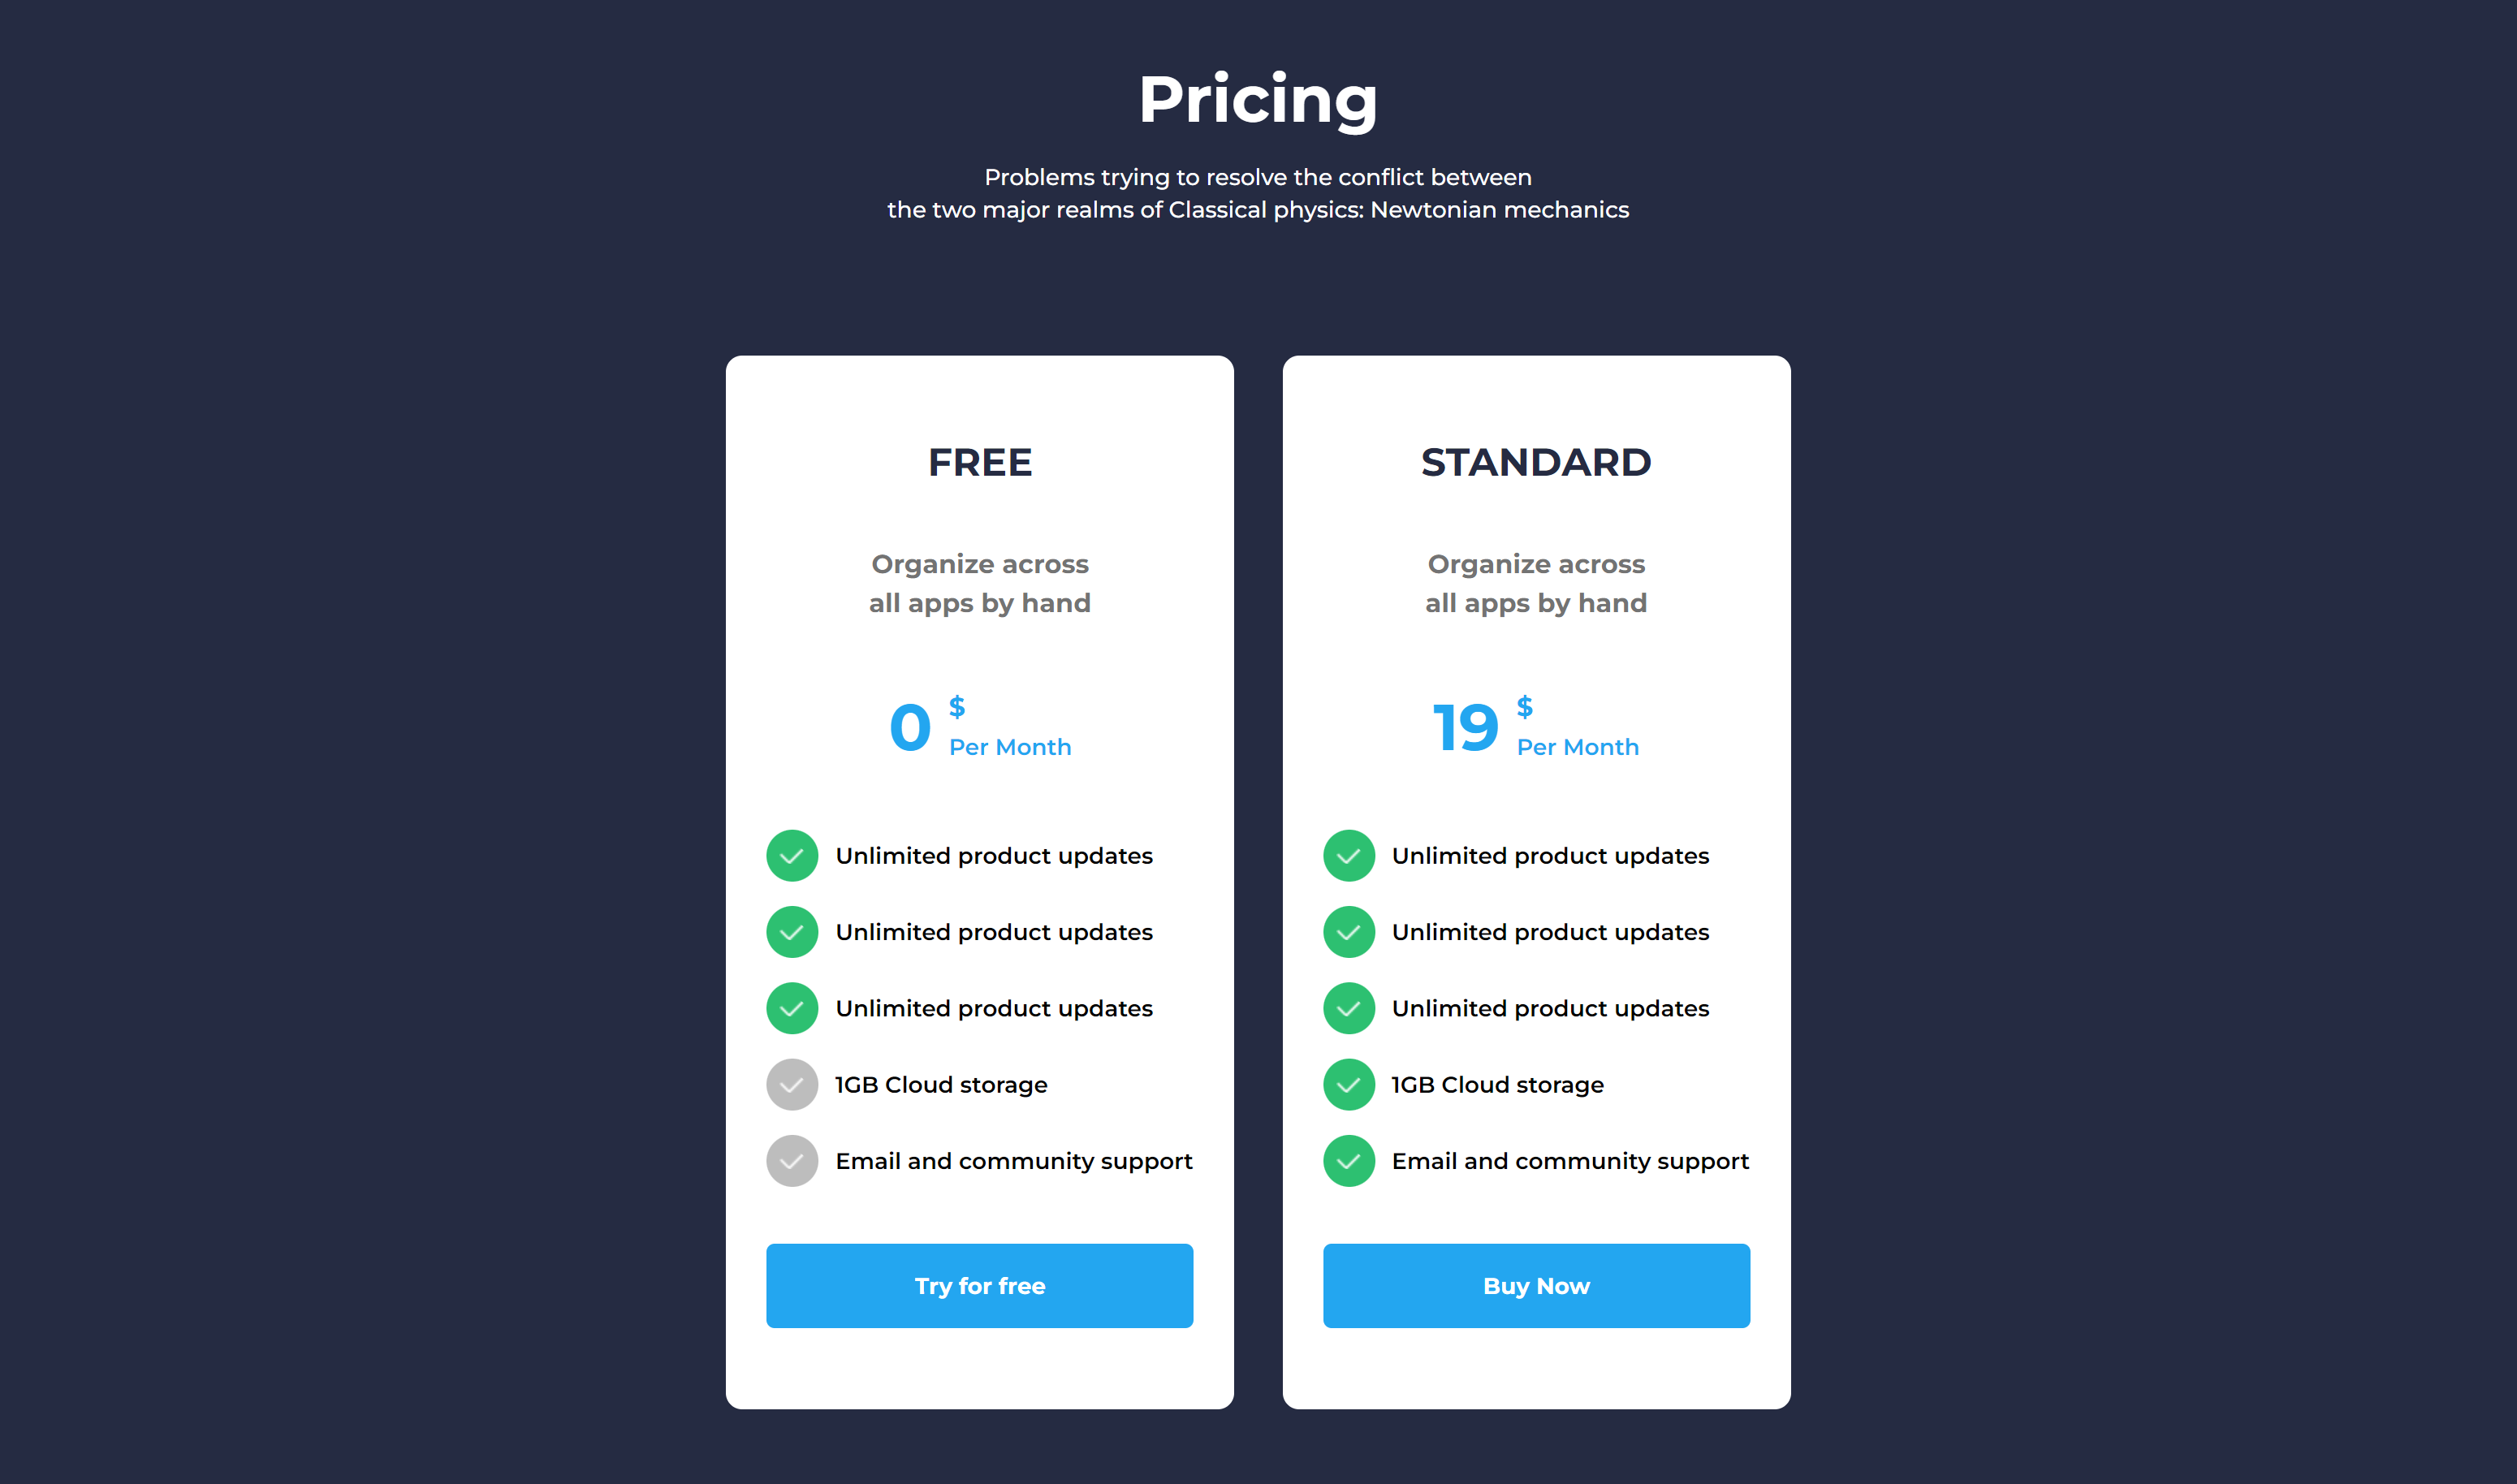 Pricing
Problems trying to resolve the conflict between
the two major realms of Classical physics: Newtonian mechanics
FREE
Organize across
all apps by hand
0
$
Per Month
Unlimited product updates
Unlimited product updates
Unlimited product updates
1GB Cloud storage
Email and community support
Try for free
STANDARD
Organize across
all apps by hand
19
$
Per Month
Unlimited product updates
Unlimited product updates
Unlimited product updates
1GB Cloud storage
Email and community support
Buy Now